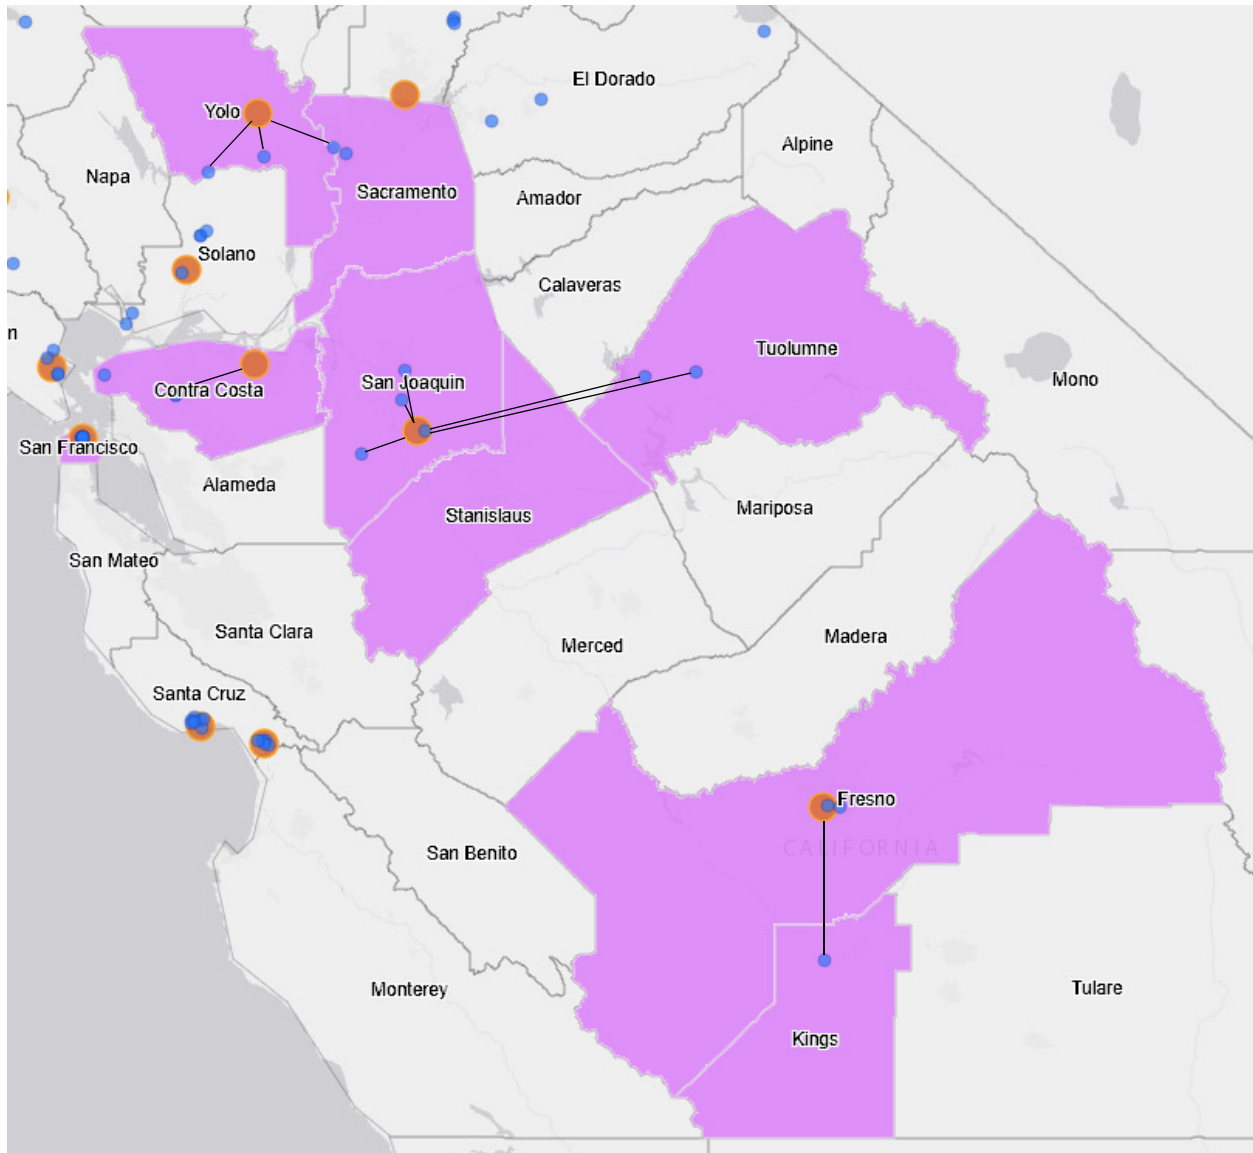 El Dorado
Yolo
Alpine
Napa
Sacramento
Amador
Solano
Calaveras
n
Tuolumne
Contra Costa
San Joaquin
Mono
San Francisco
Alameda
Mariposa
Stanislaus
San Mateo
Santa Clara
Merced
Madera
Santa Cruz
Fresno
CALIFORNIA
San Benito
Monterey
Tulare
Kings